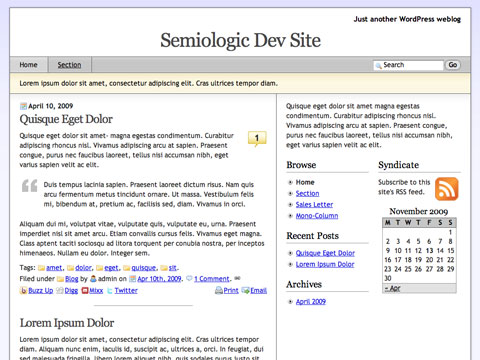 Just another WordPress weblog
Semiologic Dev Site
Home Section Search Go
Lorem ipsum dolor sit amet, consectetur adipiscing elit. Cras ultrices tempor diam.
April 10, 2009
Quisque Eget Dolor
Quisque eget dolor sit amet- magna egestas condimentum. Curabitur
adipiscing rhoncus nisl. Vivamus adipiscing arcu at sapien. Praesent
congue, purus nec faucibus laoreet, tellus nisi accumsan nibh, eget
varius sapien velit ac elit.
1
Duis tempus lacinia sapien. Praesent laoreet dictum risus. Nam quis
arcu fermentum metus tincidunt ornare. Ut massa. Vestibulum felis
mi, bibendum at, pretium ac, facilisis sed, diam. Vivamus in orci.
Aliquam dui mi, volutpat vitae, vulputate quis, vulputate eu, urna. Praesent
imperdiet nisl sit amet arcu. Etiam convallis cursus felis. Vivamus eget magna.
Class aptent taciti sociosqu ad litora torquent per conubia nostra, per inceptos
himenaeos. Nullam eu dolor. Integer sem.
Tags: amet, dolor, eget, quisque, sit.
Filed under Blog by admin on Apr 10th, 2009. 1 Comment.
Buzz Up Digg Mixx Twitter Print Email
Lorem Ipsum Dolor
Lorem ipsum dolor sit amet, consectetur adipiscing elit. Cras ultrices tempor
diam. Aliquam nunc enim, iaculis id, suscipit ac, ultrices a, orci. In feugiat, dui
sed malesuada fringilla, libero lorem aliquet nibh, quis sodales purus justo sit
Quisque eget dolor sit amet magna egestas condimentum.
Curabitur adipiscing rhoncus nisl. Vivamus adipiscing arcu at
sapien. Praesent congue, purus nec faucibus laoreet, tellus nisi
accumsan nibh, eget varius sapien velit ac elit.
Browse
Home
Section
Sales Letter
Mono-Column
Recent Posts
Quisque Eget Dolor
Lorem Ipsum Dolor
Archives
April 2009
Syndicate
Subscribe to this
site's RSS feed.
November 2009
M T W T F S S
1
2 3 4 5 6 7 8
9 10 11 12 13 14 15
16 17 18 19 20 21 22
23 24 25 26 27 28 29
30
« Apr